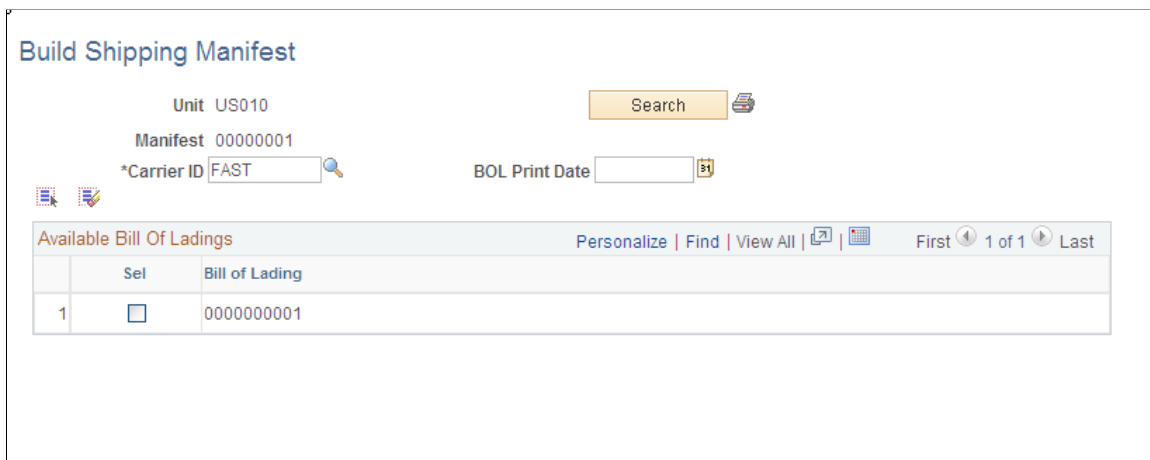 Build Shipping Manifest
Unit US010 Search
Manifest 00000001
*Carrier ID FAST BOL Print Date 31
Available Bill Of Ladings Personalize | Find | View All | | First 1 of 1 Last
Sel Bill of Lading
1 0000000001